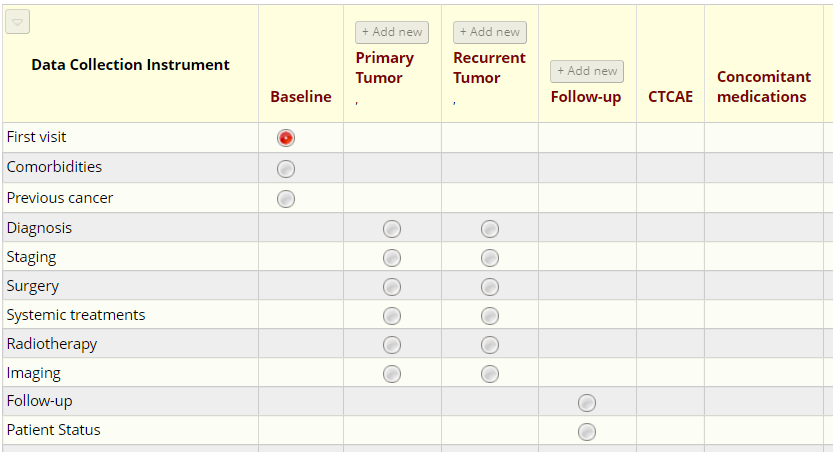 + Add new
+ Add new
Data Collection Instrument
Baseline
Primary
Tumor
,
Recurrent
Tumor
,
+ Add new
Follow-up
CTCAE
Concomitant
medications
First visit
Comorbidities
Previous cancer
Diagnosis
Staging
Surgery
Systemic treatments
Radiotherapy
Imaging
Follow-up
Patient Status